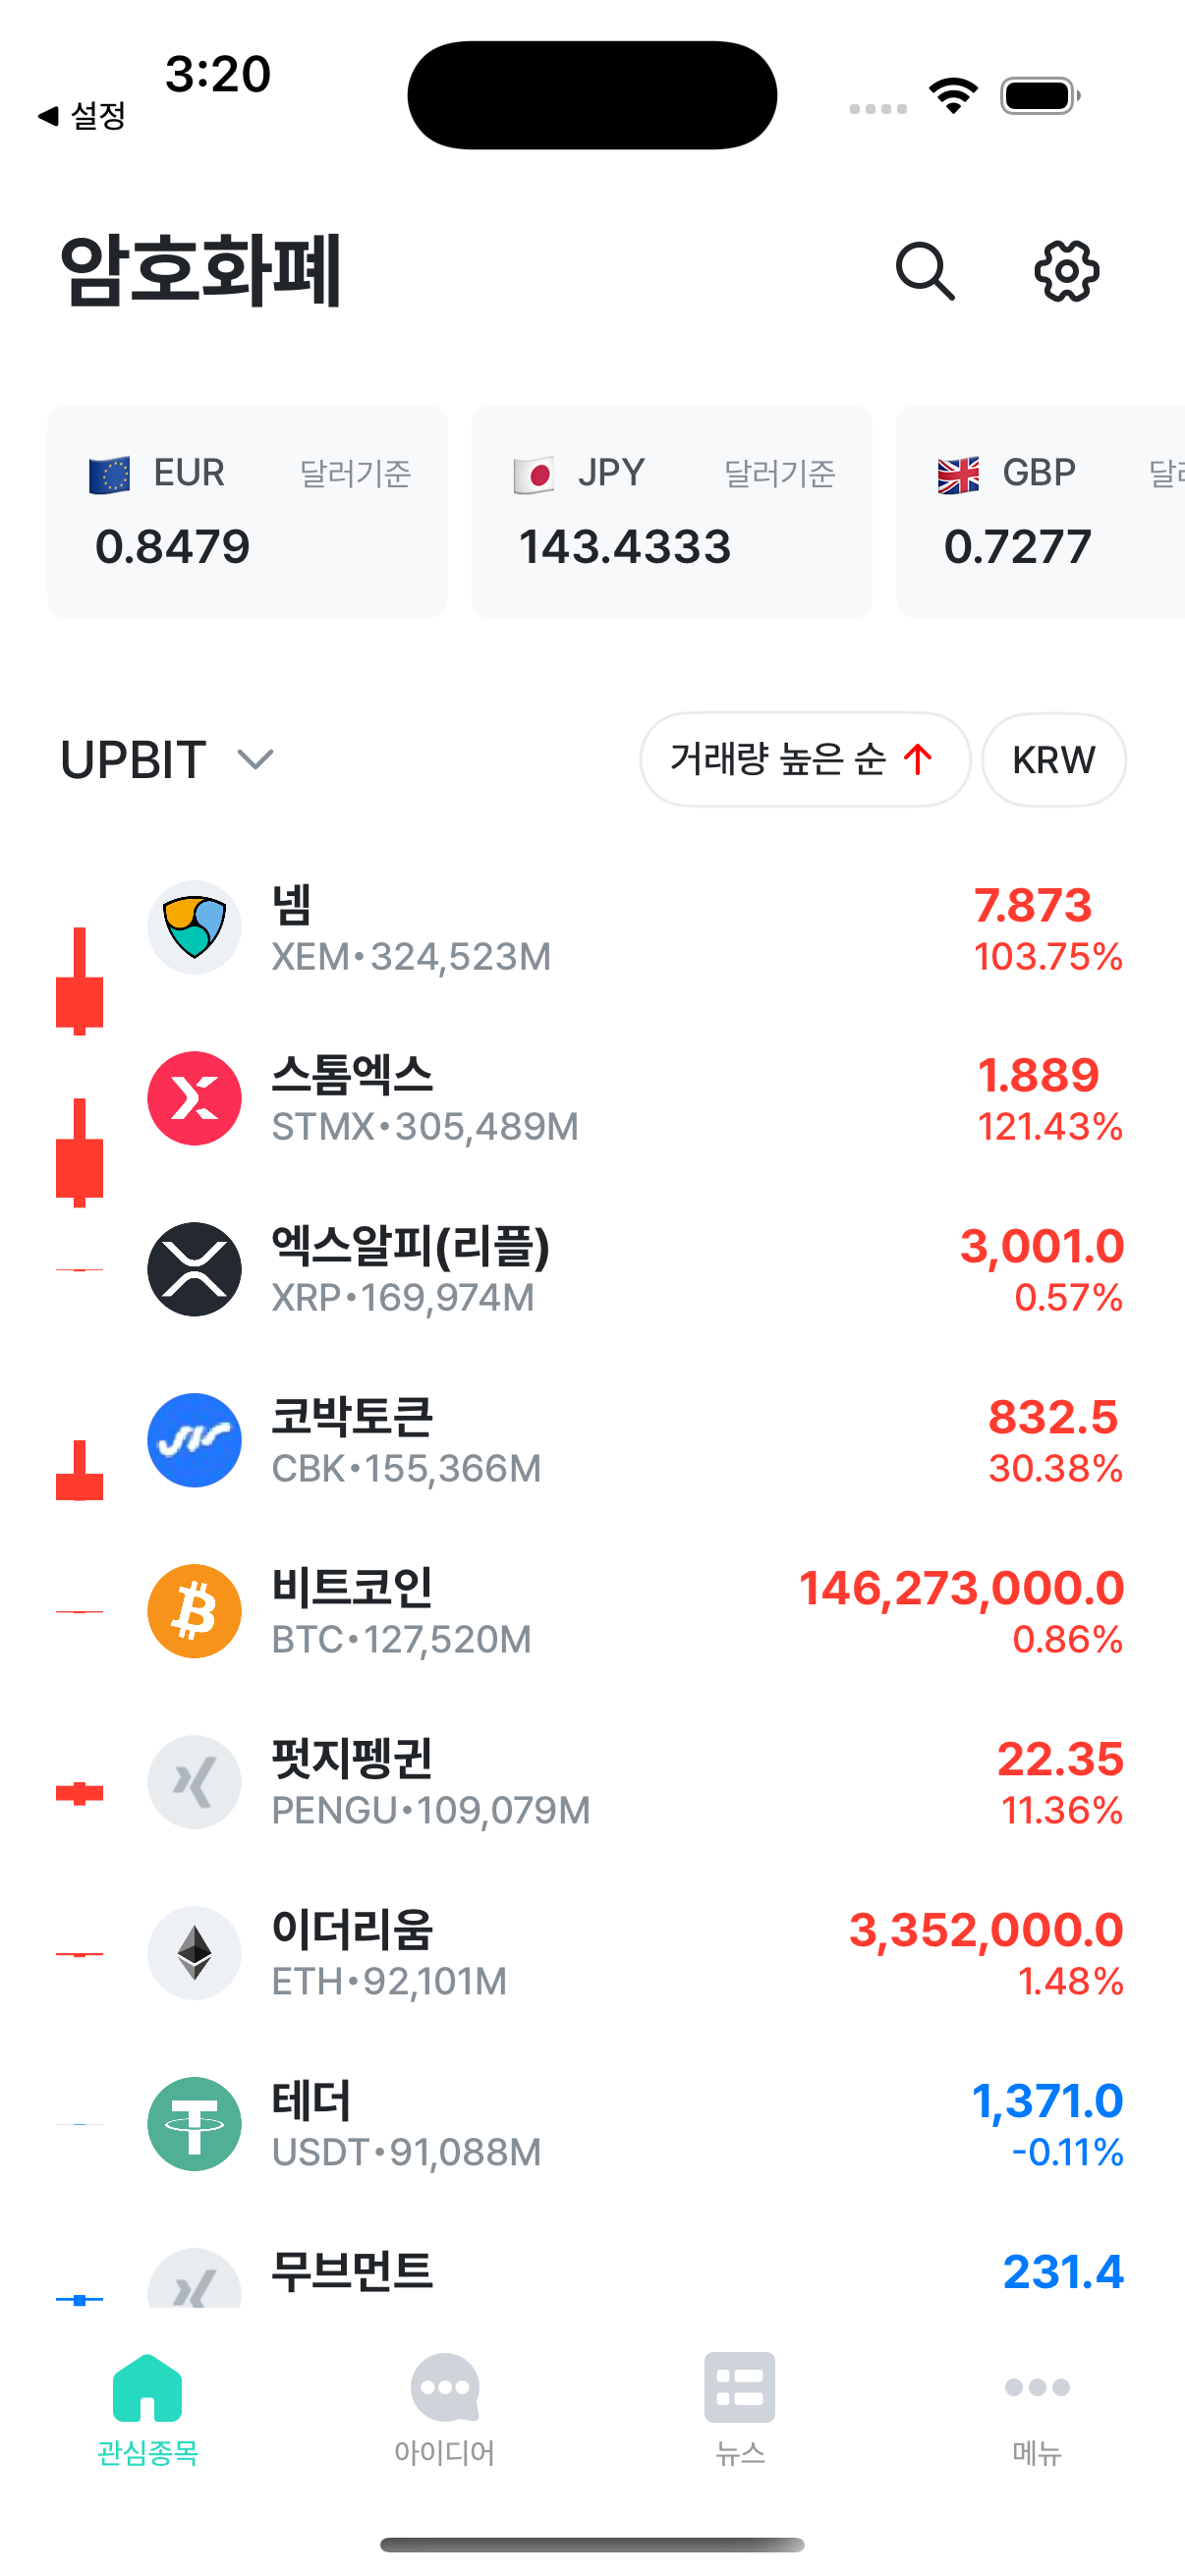 3:20
◀ 설정
암호화폐
EUR 달러기준
0.8479
JPY 달러기준
143.4333
GBP
0.7277
UPBIT
거래량 높은 순 ↑
KRW
넴
XEM•324,523M
7.873
103.75%
스톰엑스
STMX•305,489M
1.889
121.43%
엑스알피(리플)
XRP•169,974M
3,001.0
0.57%
코박토큰
CBK•155,366M
832.5
30.38%
비트코인
BTC•127,520M
146,273,000.0
0.86%
펏지펭귄
PENGU•109,079M
22.35
11.36%
이더리움
ETH•92,101M
3,352,000.0
1.48%
테더
USDT•91,088M
1,371.0
-0.11%
무브먼트
231.4
관심종목
아이디어
뉴스
메뉴